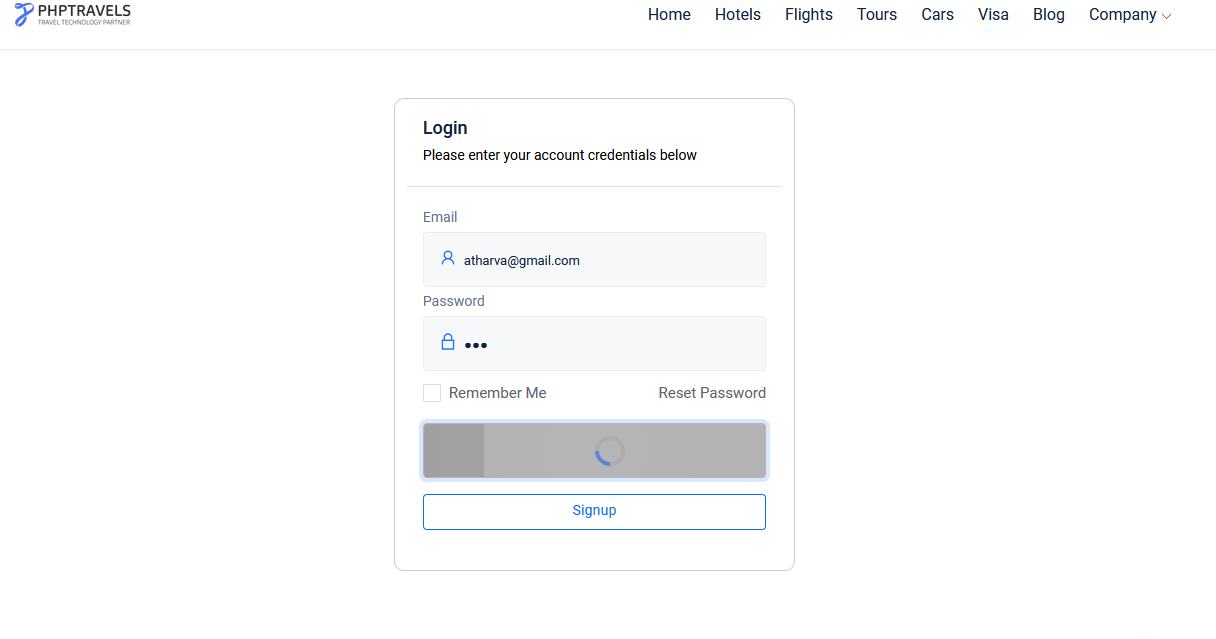 PHPTRAVELS
TRAVEL TECHNOLOGY PARTNER
Home Hotels Flights Tours Cars Visa Blog Company
Login
Please enter your account credentials below
Email
atharva@gmail.com
Password
•••
Remember Me Reset Password
Signup